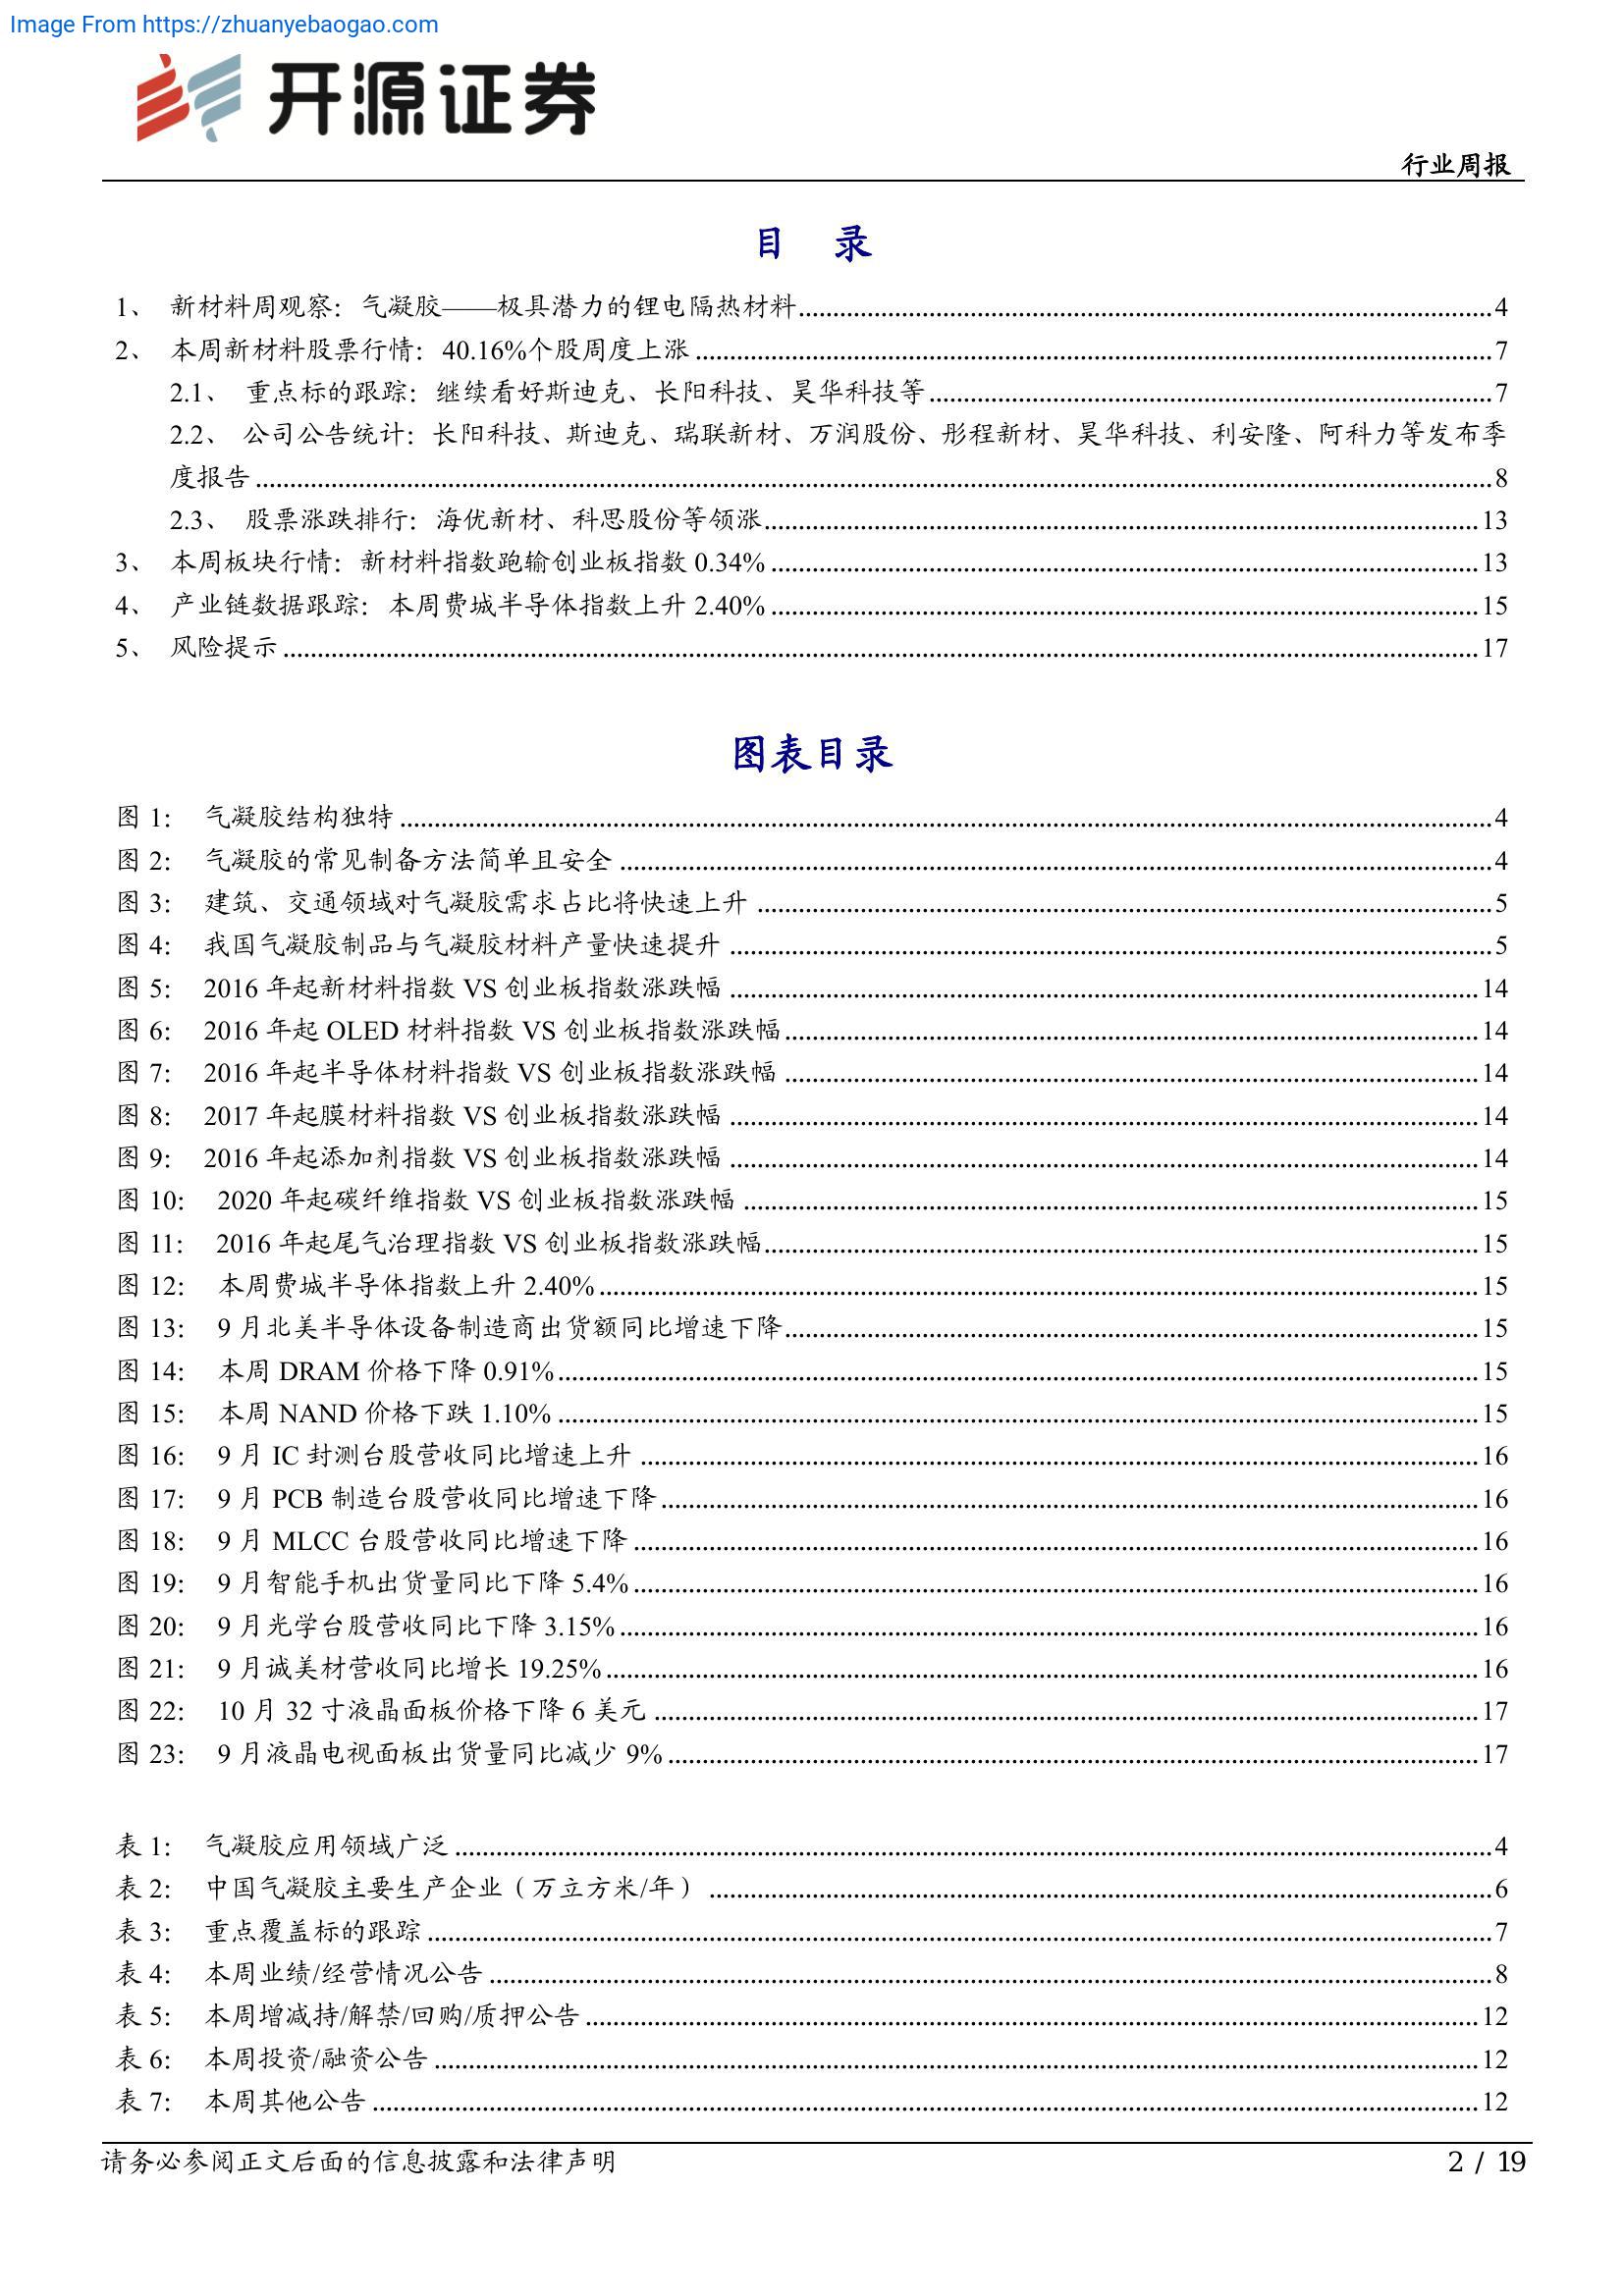 Image From https://zhuanyebaogao.com
开源证券
行业周报
目 录
1、 新材料周观察：气凝胶——极具潜力的锂电隔热材料 4
2、 本周新材料股票行情：40.16%个股周度上涨 7
2.1、 重点标的跟踪：继续看好斯迪克、长阳科技、昊华科技等 7
2.2、 公司公告统计：长阳科技、斯迪克、瑞联新材、万润股份、彤程新材、昊华科技、利安隆、阿科力等发布季
度报告 8
2.3、 股票涨跌排行：海优新材、科思股份等领涨 13
3、 本周板块行情：新材料指数跑输创业板指数 0.34% 13
4、 产业链数据跟踪：本周费城半导体指数上升 2.40% 15
5、 风险提示 17
图表目录
图 1： 气凝胶结构独特 4
图 2： 气凝胶的常见制备方法简单且安全 4
图 3： 建筑、交通领域对气凝胶需求占比将快速上升 5
图 4： 我国气凝胶制品与气凝胶材料产量快速提升 5
图 5： 2016 年起新材料指数 VS 创业板指数涨跌幅 14
图 6： 2016 年起 OLED 材料指数 VS 创业板指数涨跌幅 14
图 7： 2016 年起半导体材料指数 VS 创业板指数涨跌幅 14
图 8： 2017 年起膜材料指数 VS 创业板指数涨跌幅 14
图 9： 2016 年起添加剂指数 VS 创业板指数涨跌幅 14
图 10： 2020 年起碳纤维指数 VS 创业板指数涨跌幅 15
图 11： 2016 年起尾气治理指数 VS 创业板指数涨跌幅 15
图 12： 本周费城半导体指数上升 2.40% 15
图 13： 9 月北美半导体设备制造商出货额同比增速下降 15
图 14： 本周 DRAM 价格下降 0.91% 15
图 15： 本周 NAND 价格下跌 1.10% 15
图 16： 9 月 IC 封测台股营收同比增速上升 16
图 17： 9 月 PCB 制造台股营收同比增速下降 16
图 18： 9 月 MLCC 台股营收同比增速下降 16
图 19： 9 月智能手机出货量同比下降 5.4% 16
图 20： 9 月光学台股营收同比下降 3.15% 16
图 21： 9 月诚美材营收同比增长 19.25% 16
图 22： 10 月 32 寸液晶面板价格下降 6 美元 17
图 23： 9 月液晶电视面板出货量同比减少 9% 17
表 1： 气凝胶应用领域广泛 4
表 2： 中国气凝胶主要生产企业（万立方米/年） 6
表 3： 重点覆盖标的跟踪 7
表 4： 本周业绩/经营情况公告 8
表 5： 本周增减持/解禁/回购/质押公告 12
表 6： 本周投资/融资公告 12
表 7： 本周其他公告 12
请务必参阅正文后面的信息披露和法律声明 2 / 19